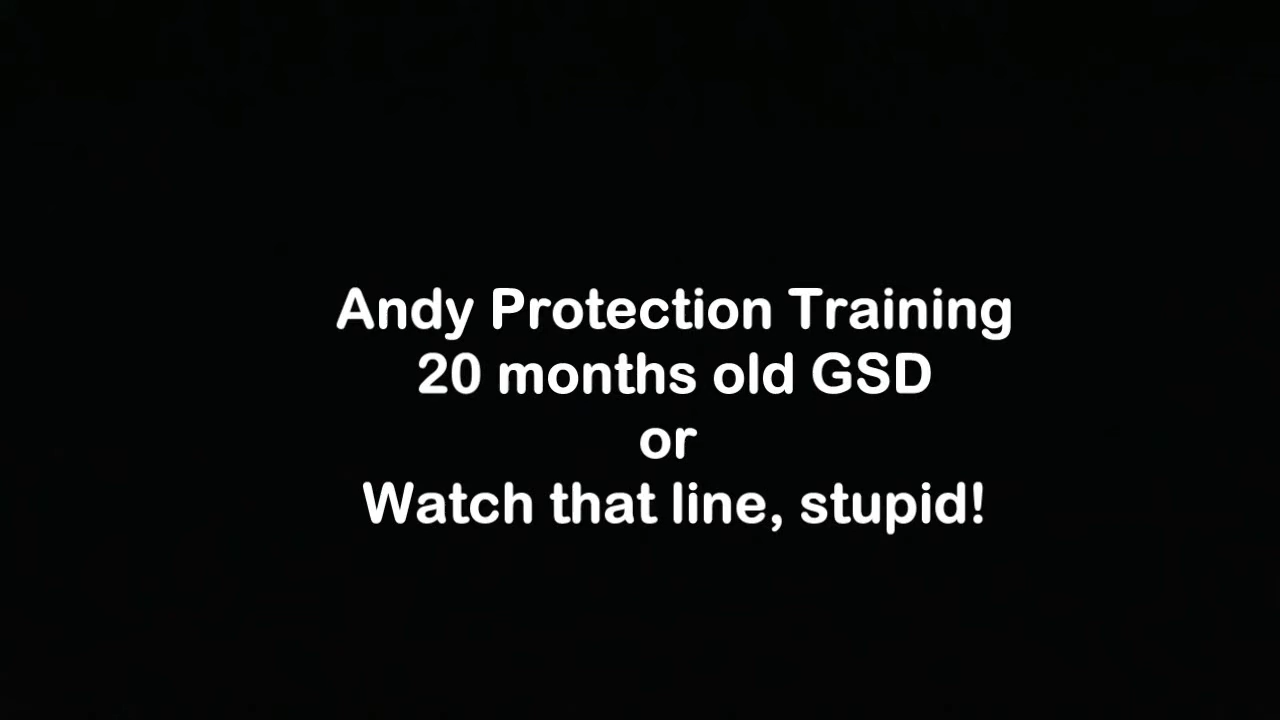 Andy Protection Training
20 months old GSD
or
Watch that line, stupid!